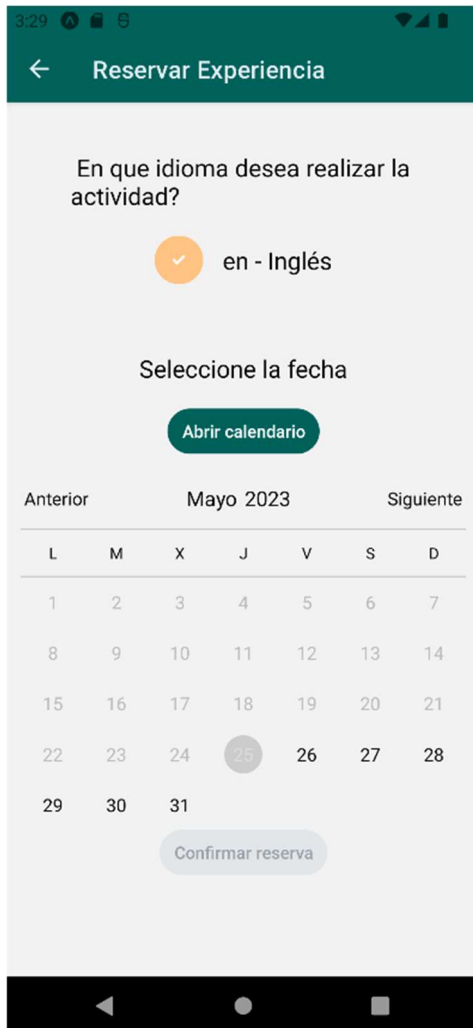 3:29
Reservar Experiencia
En que idioma desea realizar la
actividad?
en - Inglés
Seleccione la fecha
Abrir calendario
Anterior Mayo 2023 Siguiente
L M X J V S D
1 2 3 4 5 6 7
8 9 10 11 12 13 14
15 16 17 18 19 20 21
22 23 24 25 26 27 28
29 30 31
Confirmar reserva